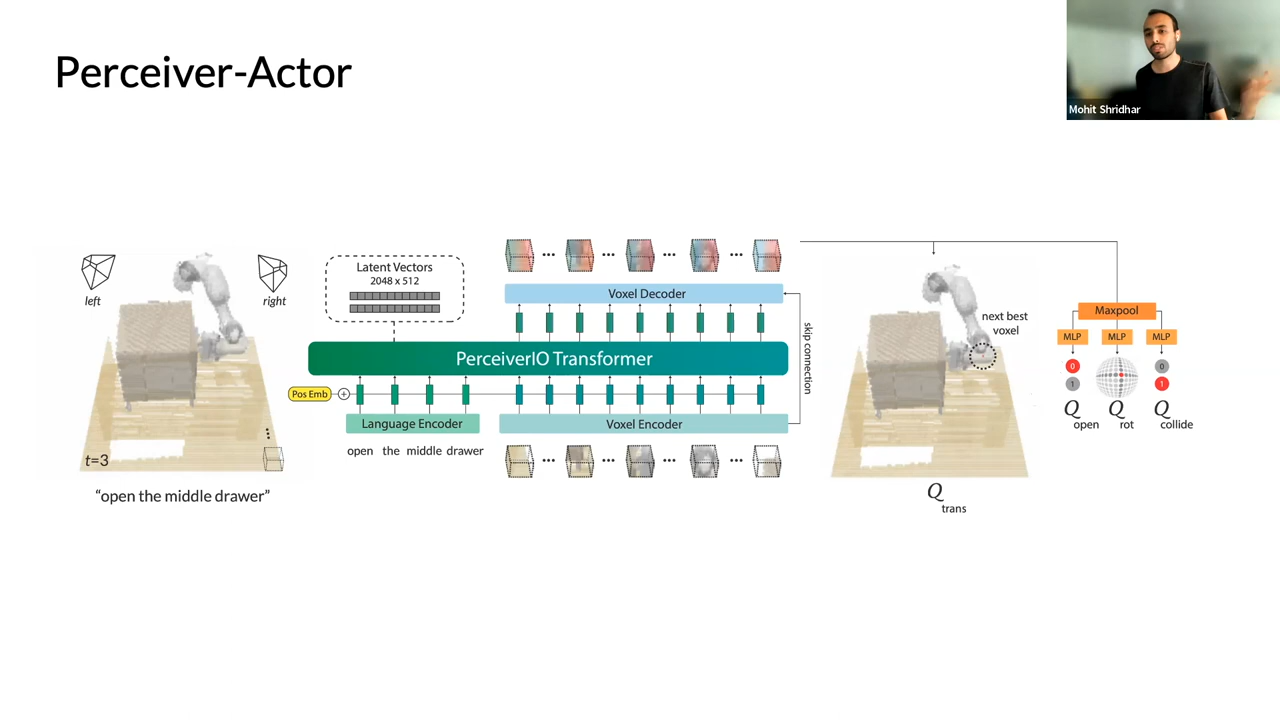 Perceiver-Actor
Mohit Shridhar
left
right
t=3
“open the middle drawer”
Latent Vectors
2048 x 512
Voxel Decoder
PerceiverIO Transformer
skip connection
Pos Emb
+
Language Encoder
Voxel Encoder
open the middle drawer
next best
voxel
Q trans
Maxpool
MLP MLP MLP
0 0
1 1
Q open Q rot Q collide